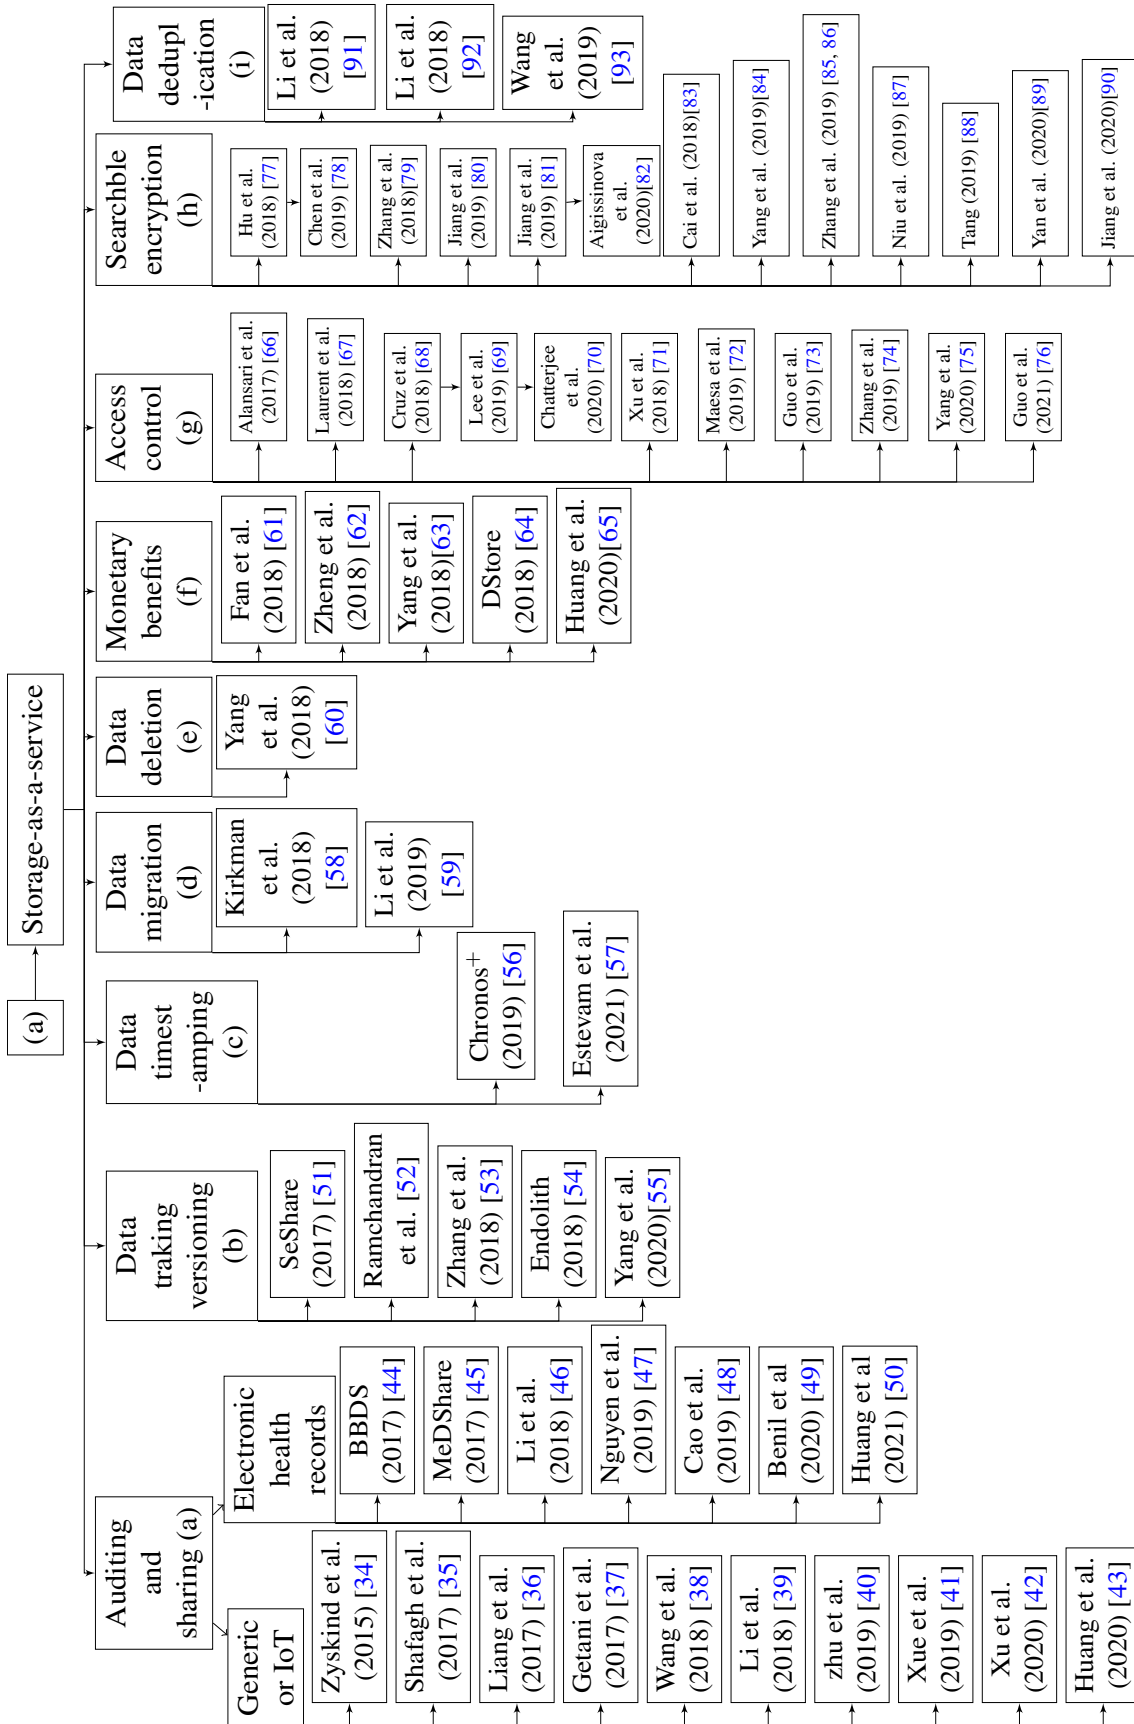 (a)
Storage-as-a-service
Auditing
and
sharing (a)
Generic
or IoT
Zyskind et al.
(2015) [34]
Shafagh et al.
(2017) [35]
Liang et al.
(2017) [36]
Getani et al.
(2017) [37]
Wang et al.
(2018) [38]
Li et al.
(2018) [39]
zhu et al.
(2019) [40]
Xue et al.
(2019) [41]
Xu et al.
(2020) [42]
Huang et al.
(2020) [43]
Electronic
health
records
BBDS
(2017) [44]
MeDShare
(2017) [45]
Li et al.
(2018) [46]
Nguyen et al.
(2019) [47]
Cao et al.
(2019) [48]
Benil et al
(2020) [49]
Huang et al
(2021) [50]
Data
traking
versioning
(b)
SeShare
(2017) [51]
Ramchandran
et al. [52]
Zhang et al.
(2018) [53]
Endolith
(2018) [54]
Yang et al.
(2020)[55]
Data
timest
-amping
(c)
Chronos+
(2019) [56]
Estevam et al.
(2021) [57]
Data
migration
(d)
Kirkman
et al.
(2018)
[58]
Li et al.
(2019)
[59]
Data
deletion
(e)
Yang
et al.
(2018)
[60]
Monetary
benefits
(f)
Fan et al.
(2018) [61]
Zheng et al.
(2018) [62]
Yang et al.
(2018)[63]
DStore
(2018) [64]
Huang et al.
(2020)[65]
Access
control
(g)
Alansari et al.
(2017) [66]
Laurent et al.
(2018) [67]
Cruz et al.
(2018) [68]
Lee et al.
(2019) [69]
Chatterjee
et al.
(2020) [70]
Xu et al.
(2018) [71]
Maesa et al.
(2019) [72]
Guo et al.
(2019) [73]
Zhang et al.
(2019) [74]
Yang et al.
(2020) [75]
Guo et al.
(2021) [76]
Searchble
encryption
(h)
Hu et al.
(2018) [77]
Chen et al.
(2019) [78]
Zhang et al.
(2018)[79]
Jiang et al.
(2019) [80]
Jiang et al.
(2019) [81]
Aigissinova
et al.
(2020)[82]
Cai et al. (2018)[83]
Yang et al. (2019)[84]
Zhang et al. (2019) [85, 86]
Niu et al. (2019) [87]
Tang (2019) [88]
Yan et al. (2020)[89]
Jiang et al. (2020)[90]
Data
dedupl
-ication
(i)
Li et al.
(2018)
[91]
Li et al.
(2018)
[92]
Wang
et al.
(2019)
[93]